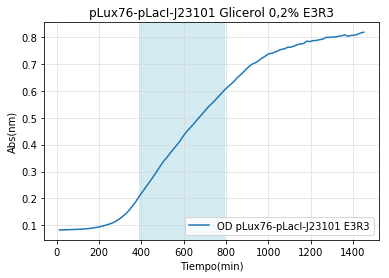 pLux76-pLacI-J23101 Glicerol 0,2% E3R3
Abs(nm)
0.8
0.7
0.6
0.5
0.4
0.3
0.2
0.1
OD pLux76-pLacI-J23101 E3R3
0 200 400 600 800 1000 1200 1400
Tiempo(min)